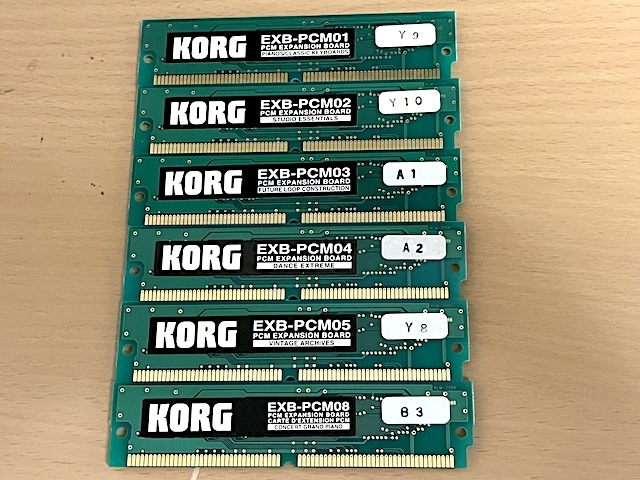 KORG
EXB-PCM01
PCM EXPANSION BOARD
PIANOS/CLASSIC KEYBOARDS
Y 9
KORG
EXB-PCM02
PCM EXPANSION BOARD
STUDIO ESSENTIALS
Y 10
KORG
EXB-PCM03
PCM EXPANSION BOARD
FUTURE LOOP CONSTRUCTION
A 1
KORG
EXB-PCM04
PCM EXPANSION BOARD
DANCE EXTREME
A 2
KORG
EXB-PCM05
PCM EXPANSION BOARD
VINTAGE ARCHIVES
Y 8
KORG
EXB-PCM08
PCM EXPANSION BOARD
CARTE D'EXTENSION PCM
CONCERT GRAND PIANO
B 3